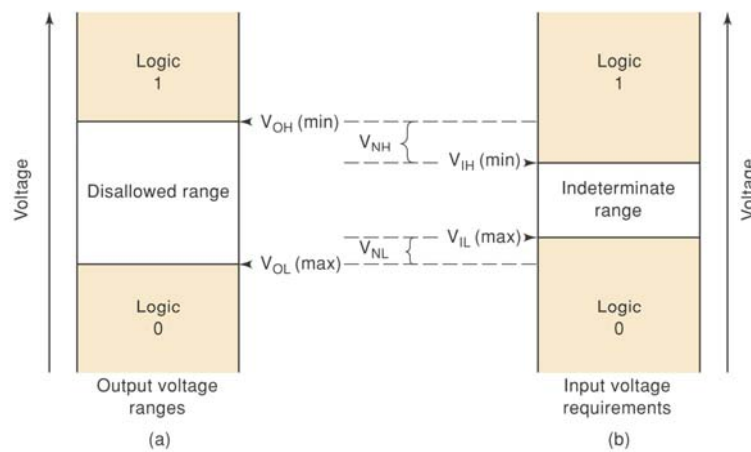 Voltage
Logic
1
Disallowed range
Logic
0
Output voltage
ranges
(a)
V_OH (min)
V_NH
V_IH (min)
V_IL (max)
V_NL
V_OL (max)
Logic
1
Indeterminate
range
Logic
0
Input voltage
requirements
(b)
Voltage